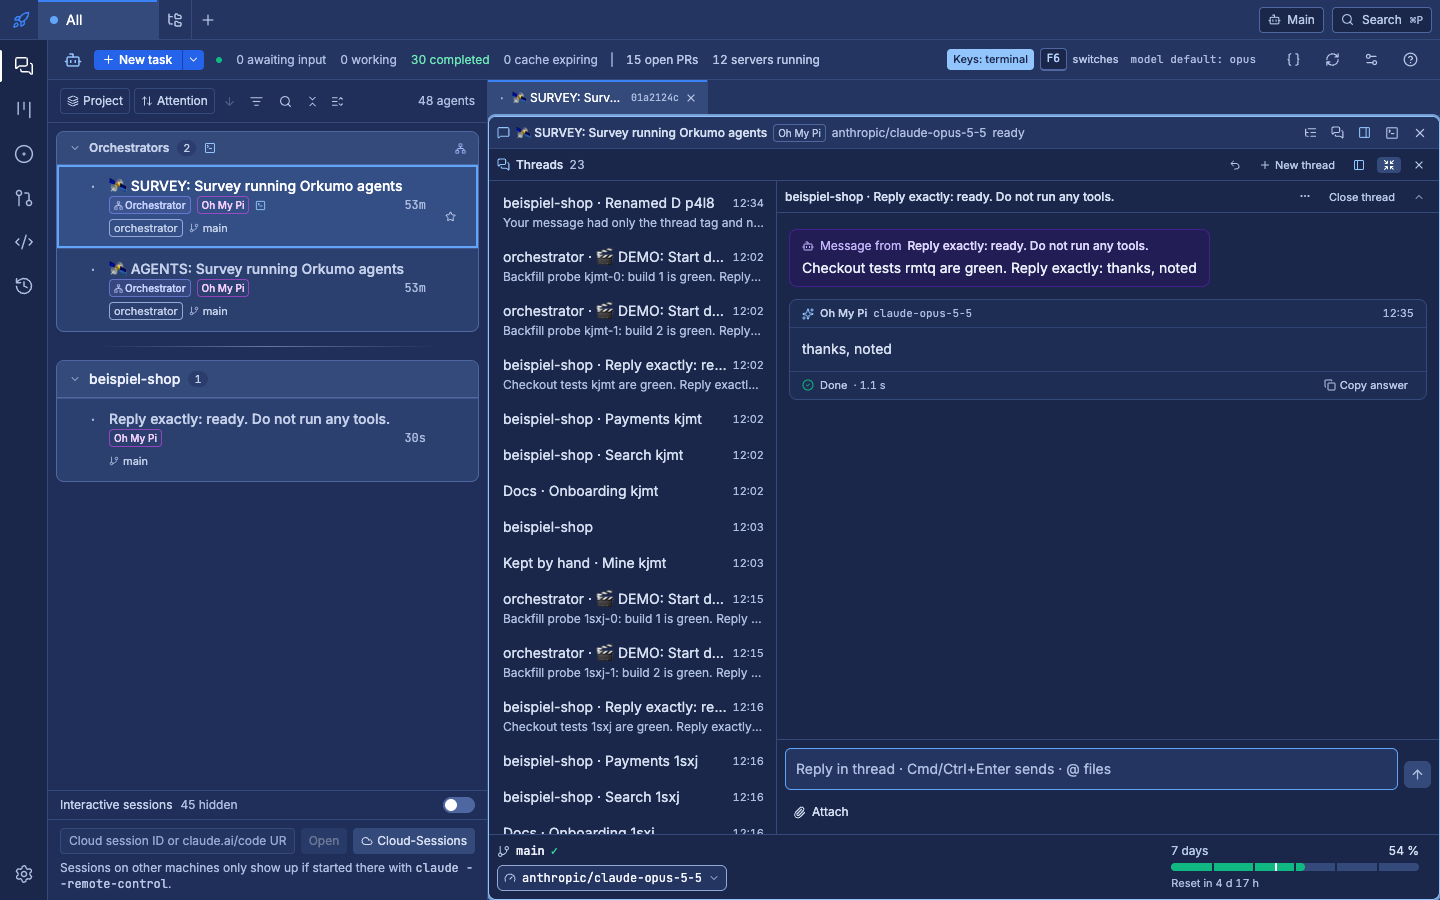 All
Main
Search ⌘P
New task
0 awaiting input
0 working
30 completed
0 cache expiring
15 open PRs
12 servers running
Keys: terminal
F6
switches
model default: opus
Project
Attention
48 agents
SURVEY: Surv...
01a2124c
Orchestrators 2
SURVEY: Survey running Orkumo agents
Orchestrator
Oh My Pi
53m
orchestrator
main
AGENTS: Survey running Orkumo agents
Orchestrator
Oh My Pi
53m
orchestrator
main
beispiel-shop 1
Reply exactly: ready. Do not run any tools.
Oh My Pi
30s
main
Interactive sessions 45 hidden
Cloud session ID or claude.ai/code UR
Open
Cloud-Sessions
Sessions on other machines only show up if started there with claude -
-remote-control.
SURVEY: Survey running Orkumo agents
Oh My Pi
anthropic/claude-opus-5-5 ready
Threads 23
New thread
beispiel-shop · Renamed D p4l8 12:34
Your message had only the thread tag and n...
orchestrator · 🎬 DEMO: Start d... 12:02
Backfill probe kjmt-0: build 1 is green. Reply...
orchestrator · 🎬 DEMO: Start d... 12:02
Backfill probe kjmt-1: build 2 is green. Reply...
beispiel-shop · Reply exactly: re... 12:02
Checkout tests kjmt are green. Reply exactl...
beispiel-shop · Payments kjmt 12:02
beispiel-shop · Search kjmt 12:02
Docs · Onboarding kjmt 12:02
beispiel-shop 12:03
Kept by hand · Mine kjmt 12:03
orchestrator · 🎬 DEMO: Start d... 12:15
Backfill probe 1sxj-0: build 1 is green. Reply ...
orchestrator · 🎬 DEMO: Start d... 12:15
Backfill probe 1sxj-1: build 2 is green. Reply ...
beispiel-shop · Reply exactly: re... 12:16
Checkout tests 1sxj are green. Reply exactly...
beispiel-shop · Payments 1sxj 12:16
beispiel-shop · Search 1sxj 12:16
Docs · Onboarding 1sxj 12:16
beispiel-shop · Reply exactly: ready. Do not run any tools.
Close thread
Message from Reply exactly: ready. Do not run any tools.
Checkout tests rmtq are green. Reply exactly: thanks, noted
Oh My Pi claude-opus-5-5 12:35
thanks, noted
Done · 1.1 s
Copy answer
Reply in thread · Cmd/Ctrl+Enter sends · @ files
Attach
main ✓
anthropic/claude-opus-5-5
7 days 54 %
Reset in 4 d 17 h